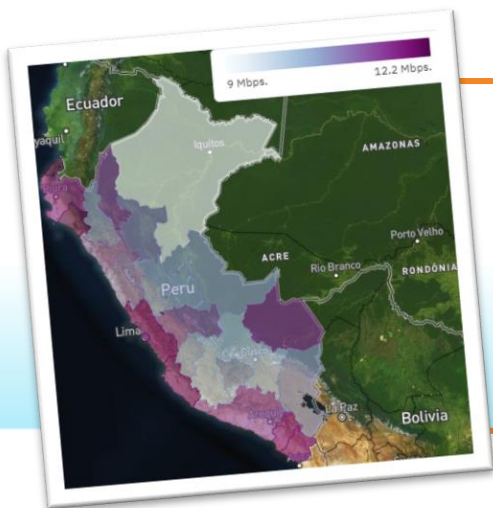 9 Mbps.
12.2 Mbps.
Ecuador
Iquitos
AMAZONAS
Piura
Porto Velho
ACRE
Rio Branco
RONDÔNIA
Peru
Lima
La Paz
Bolivia